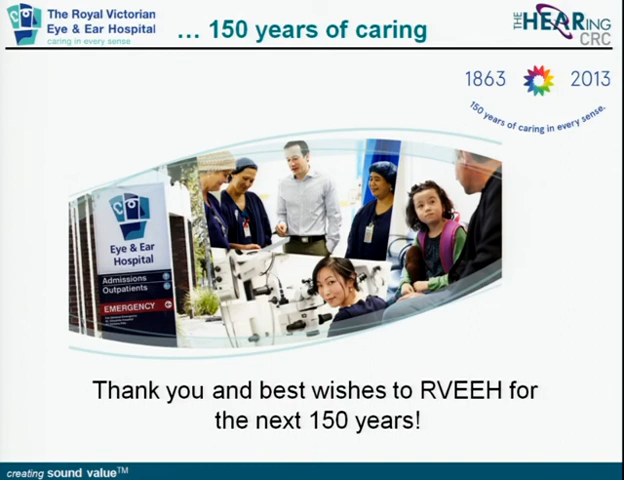 The Royal Victorian
Eye & Ear Hospital
caring in every sense
... 150 years of caring
THE HEARing
CRC
1863 2013
150 years of caring in every sense.
Eye & Ear
Hospital
Admissions
Outpatients
EMERGENCY
Thank you and best wishes to RVEEH for
the next 150 years!
creating sound value™